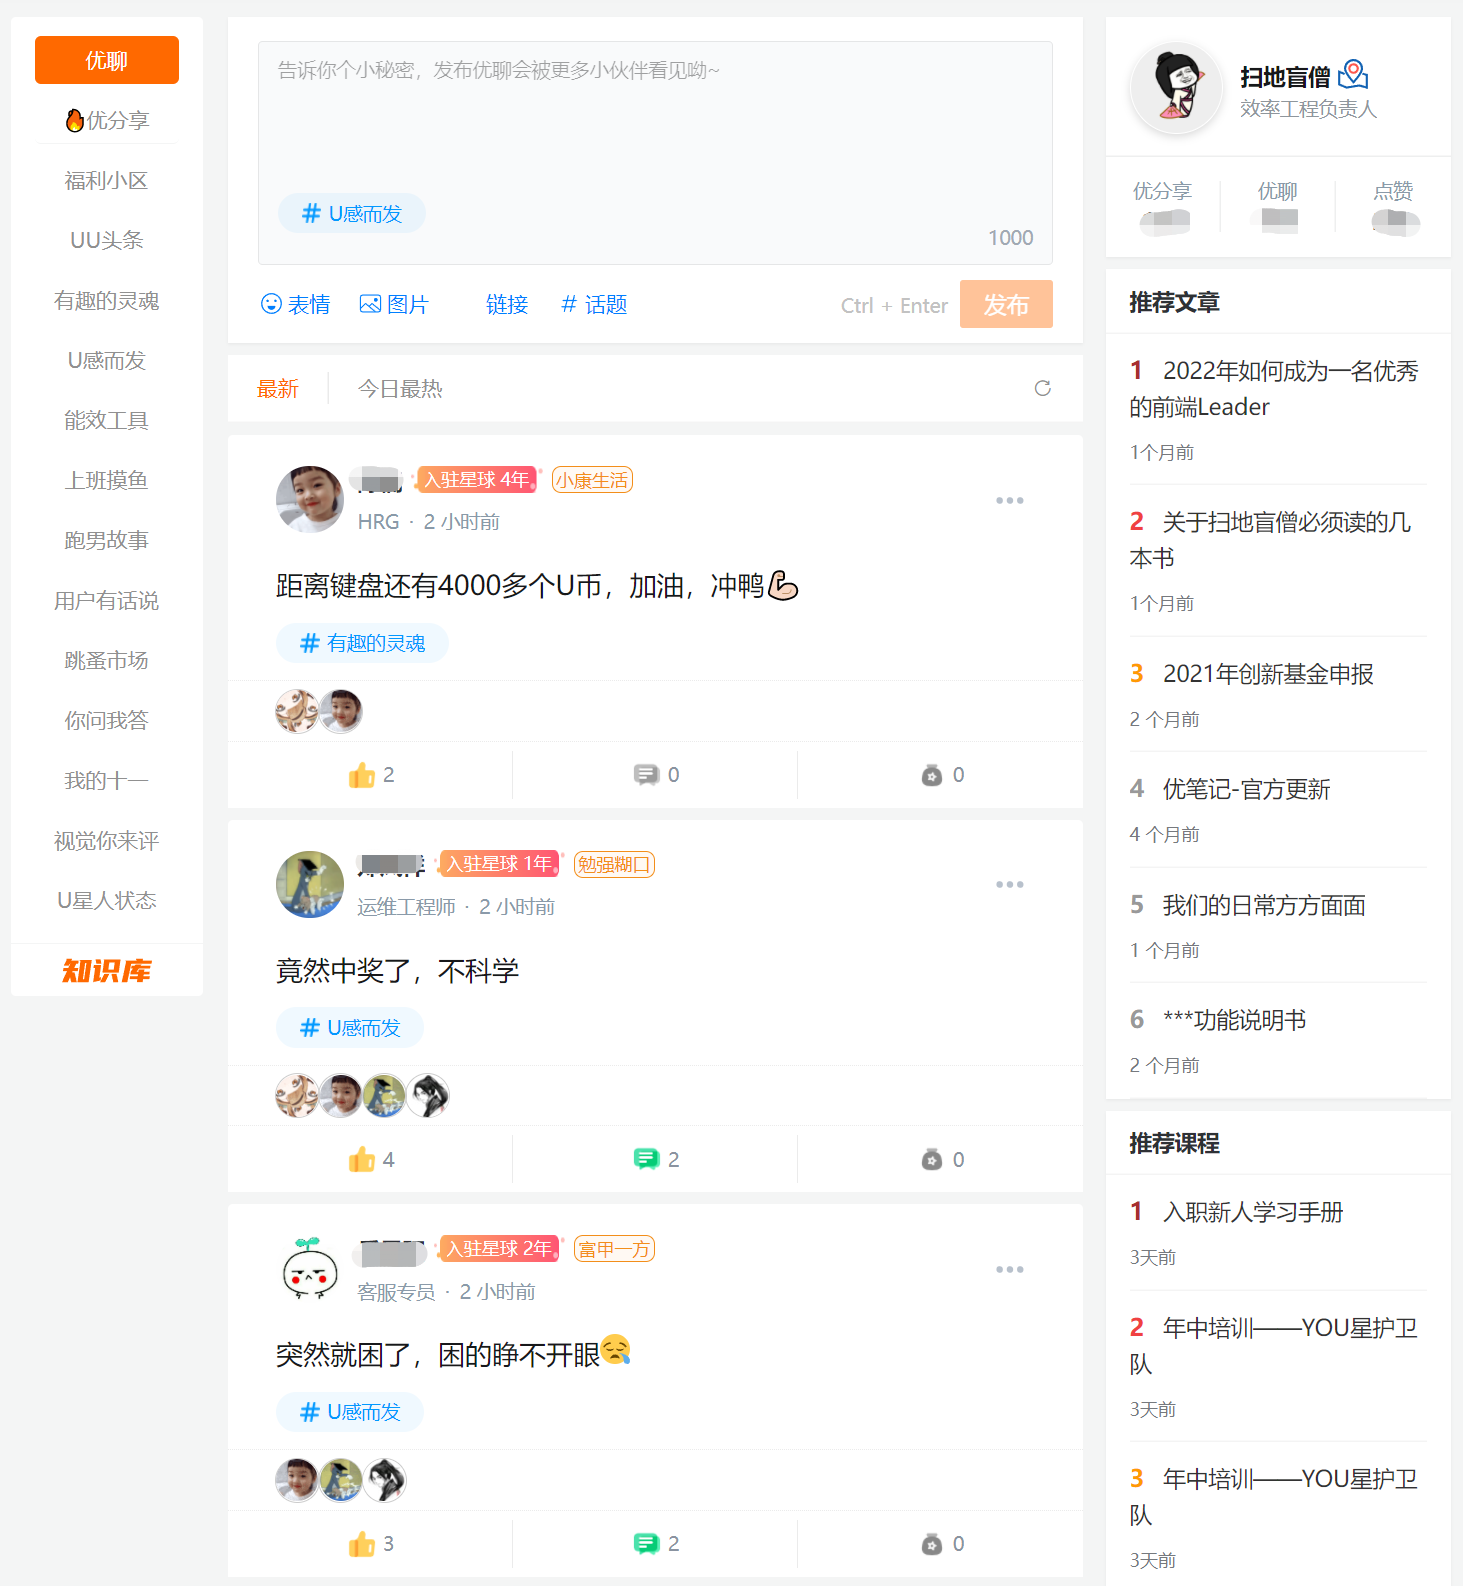 优聊
优分享
福利小区
UU头条
有趣的灵魂
U感而发
能效工具
上班摸鱼
跑男故事
用户有话说
跳蚤市场
你问我答
我的十一
视觉你来评
U星人状态
知识库
告诉你个小秘密，发布优聊会被更多小伙伴看见呦~
# U感而发
1000
表情 图片 链接 # 话题 Ctrl + Enter 发布
最新 今日最热
入驻星球 4年 小康生活
HRG · 2 小时前
距离键盘还有4000多个U币，加油，冲鸭💪🏻
# 有趣的灵魂
2 0 0
入驻星球 1年 勉强糊口
运维工程师 · 2 小时前
竟然中奖了，不科学
# U感而发
4 2 0
入驻星球 2年 富甲一方
客服专员 · 2 小时前
突然就困了，困的睁不开眼😪
# U感而发
3 2 0
扫地盲僧
效率工程负责人
优分享 优聊 点赞
推荐文章
1 2022年如何成为一名优秀
的前端Leader
1个月前
2 关于扫地盲僧必须读的几
本书
1个月前
3 2021年创新基金申报
2 个月前
4 优笔记-官方更新
4 个月前
5 我们的日常方方面面
1 个月前
6 ***功能说明书
2 个月前
推荐课程
1 入职新人学习手册
3天前
2 年中培训——YOU星护卫
队
3天前
3 年中培训——YOU星护卫
队
3天前